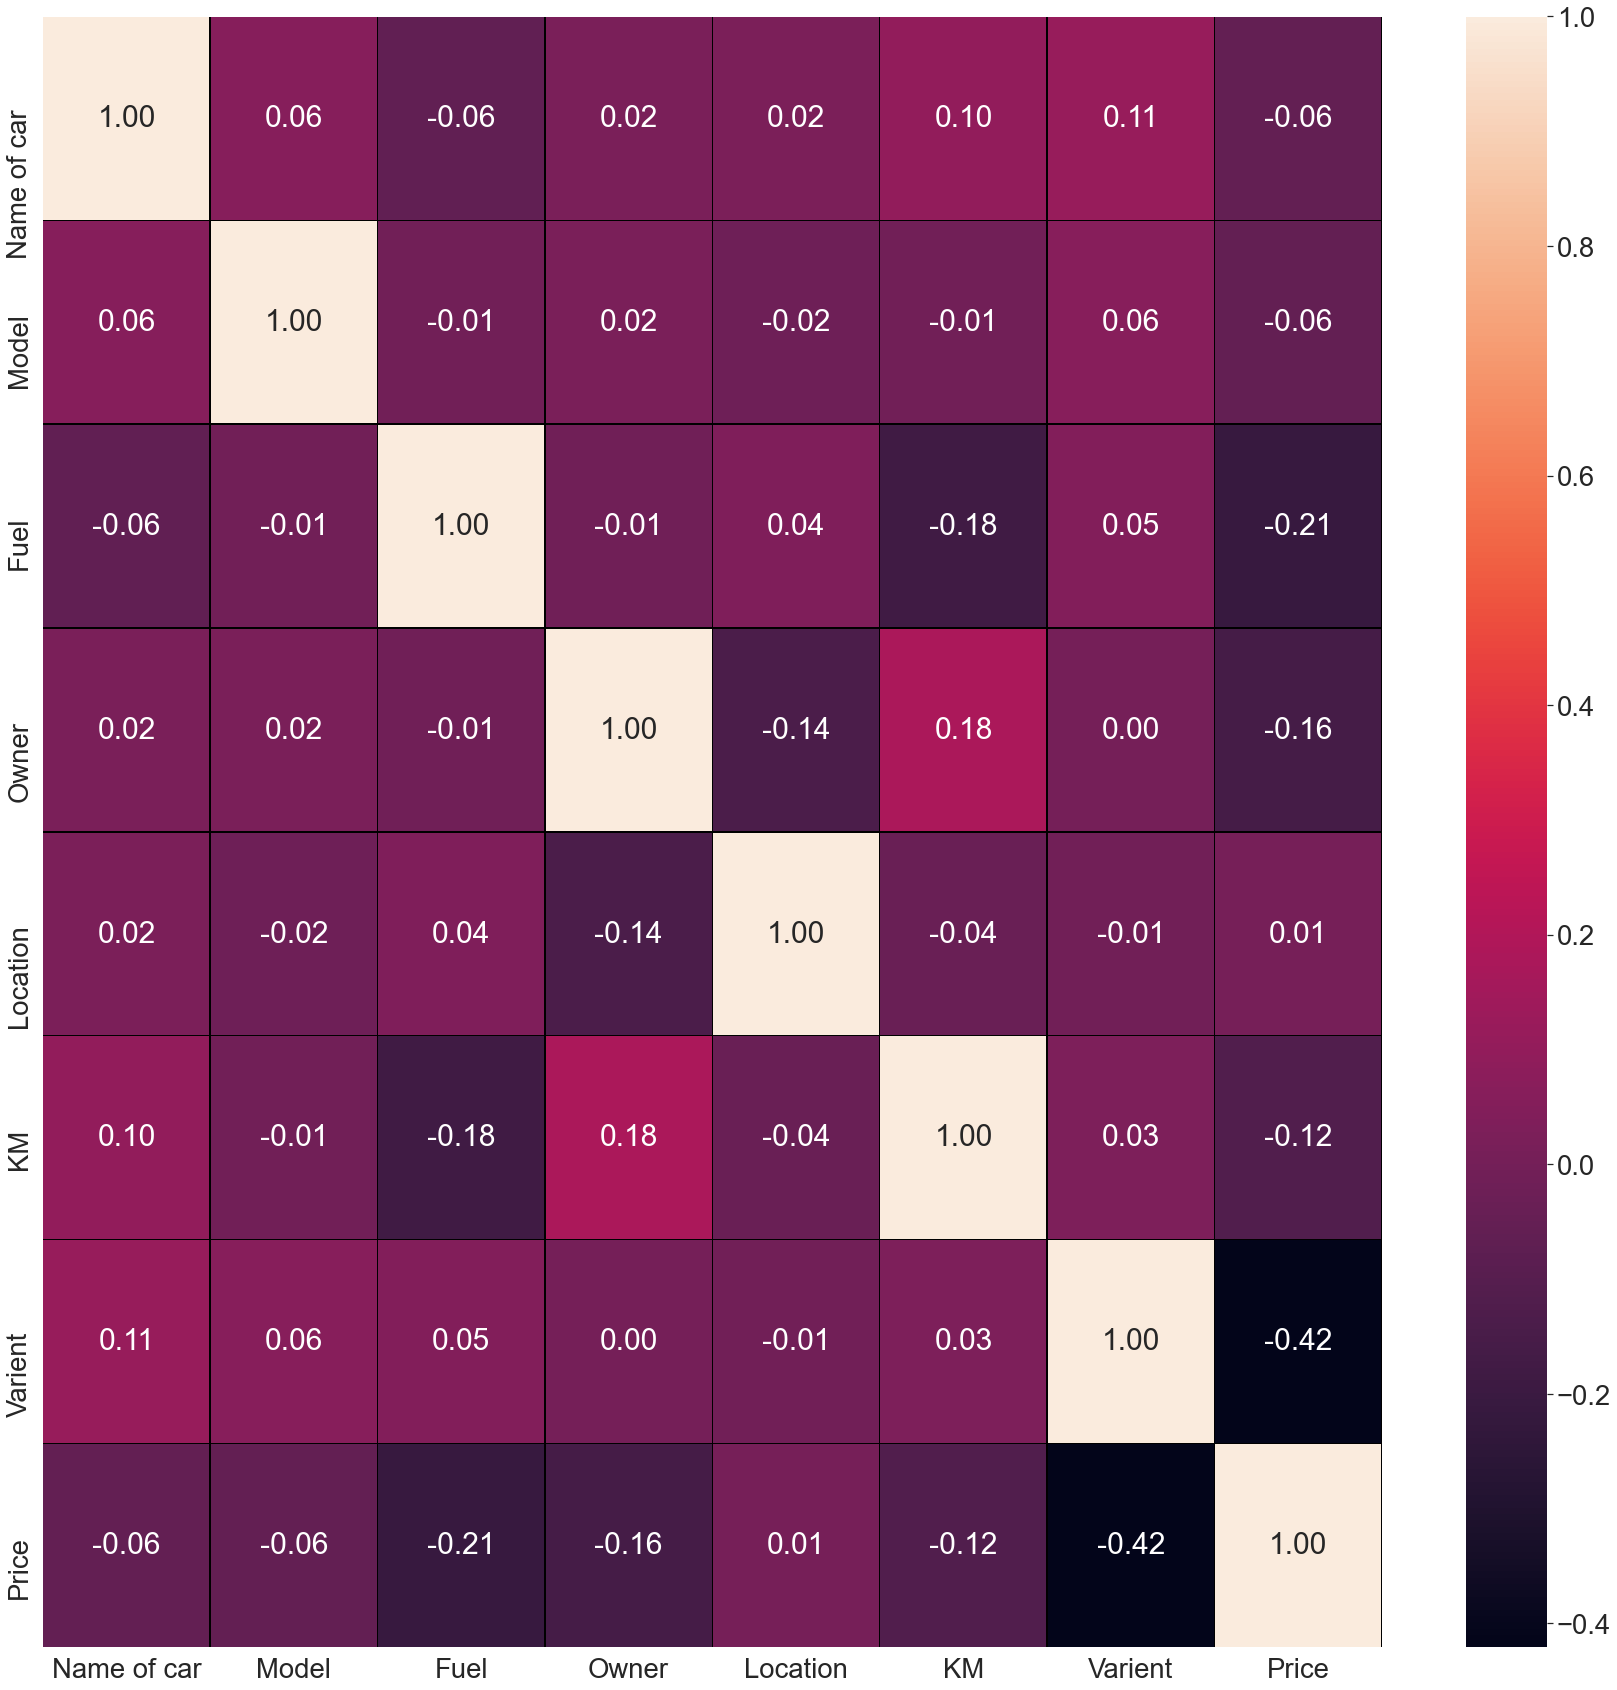 Name of car 1.00 0.06 -0.06 0.02 0.02 0.10 0.11 -0.06
Model 0.06 1.00 -0.01 0.02 -0.02 -0.01 0.06 -0.06
Fuel -0.06 -0.01 1.00 -0.01 0.04 -0.18 0.05 -0.21
Owner 0.02 0.02 -0.01 1.00 -0.14 0.18 0.00 -0.16
Location 0.02 -0.02 0.04 -0.14 1.00 -0.04 -0.01 0.01
KM 0.10 -0.01 -0.18 0.18 -0.04 1.00 0.03 -0.12
Varient 0.11 0.06 0.05 0.00 -0.01 0.03 1.00 -0.42
Price -0.06 -0.06 -0.21 -0.16 0.01 -0.12 -0.42 1.00
Name of car Model Fuel Owner Location KM Varient Price
1.0
0.8
0.6
0.4
0.2
0.0
−0.2
−0.4